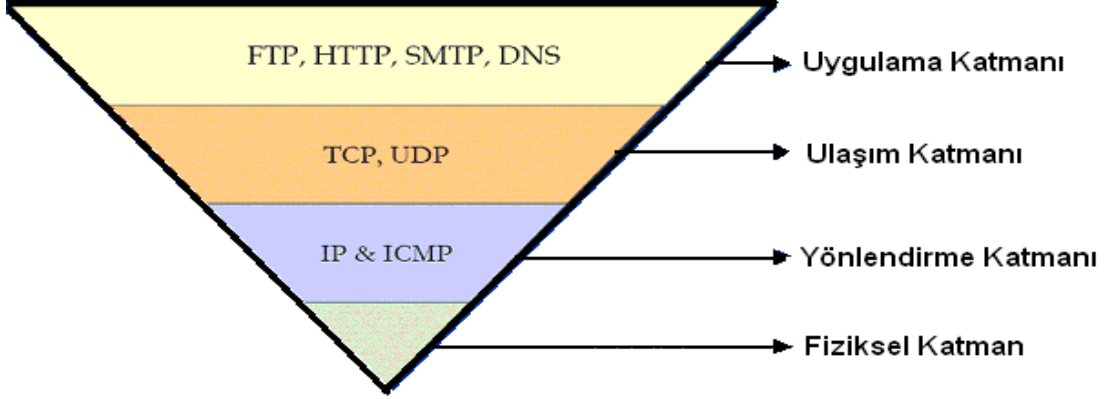 FTP, HTTP, SMTP, DNS
Uygulama Katmanı
TCP, UDP
Ulaşım Katmanı
IP & ICMP
Yönlendirme Katmanı
Fiziksel Katman